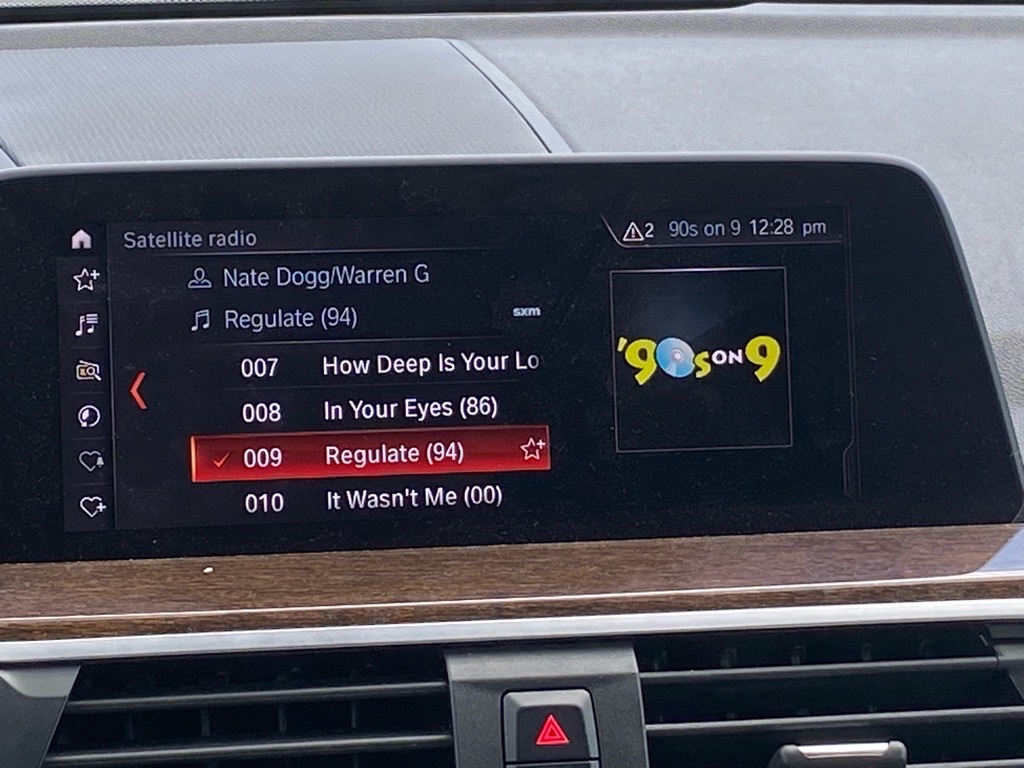 Satellite radio
2 90s on 9 12:28 pm
Nate Dogg/Warren G
Regulate (94)
sxm
007 How Deep Is Your Lo
008 In Your Eyes (86)
009 Regulate (94)
010 It Wasn't Me (00)
'90s ON 9